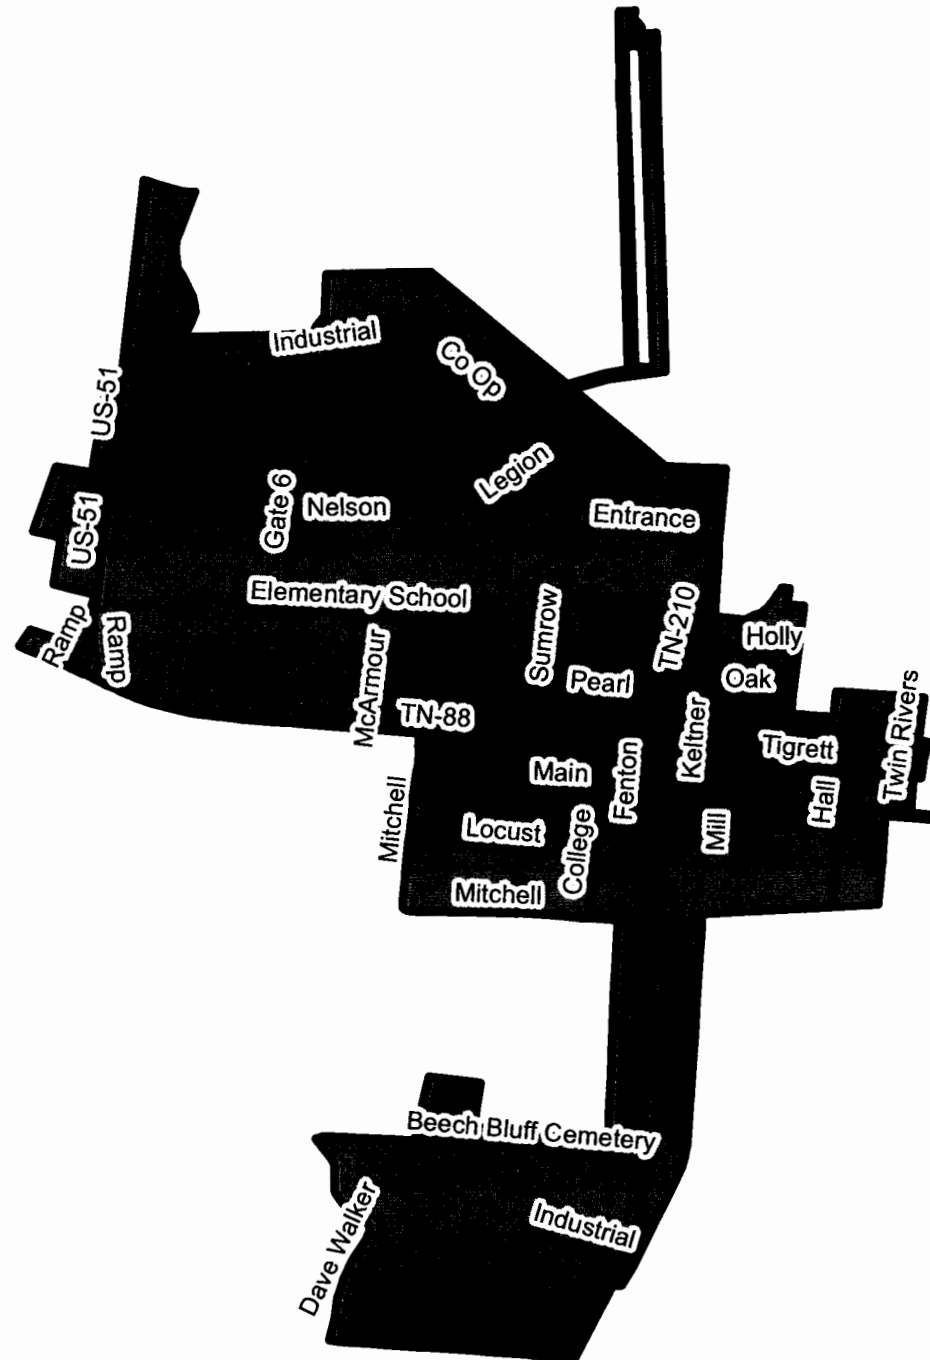 Industrial
Co Op
US-51
Legion
Gate 6
Nelson
Entrance
US-51
Elementary School
Sumrow
TN-210
Holly
Ramp
Ramp
Pearl
Oak
McArmour
TN-88
Keltner
Tigrett
Twin Rivers
Main
Fenton
Hall
Mitchell
Locust
College
Mill
Mitchell
Beech Bluff Cemetery
Dave Walker
Industrial